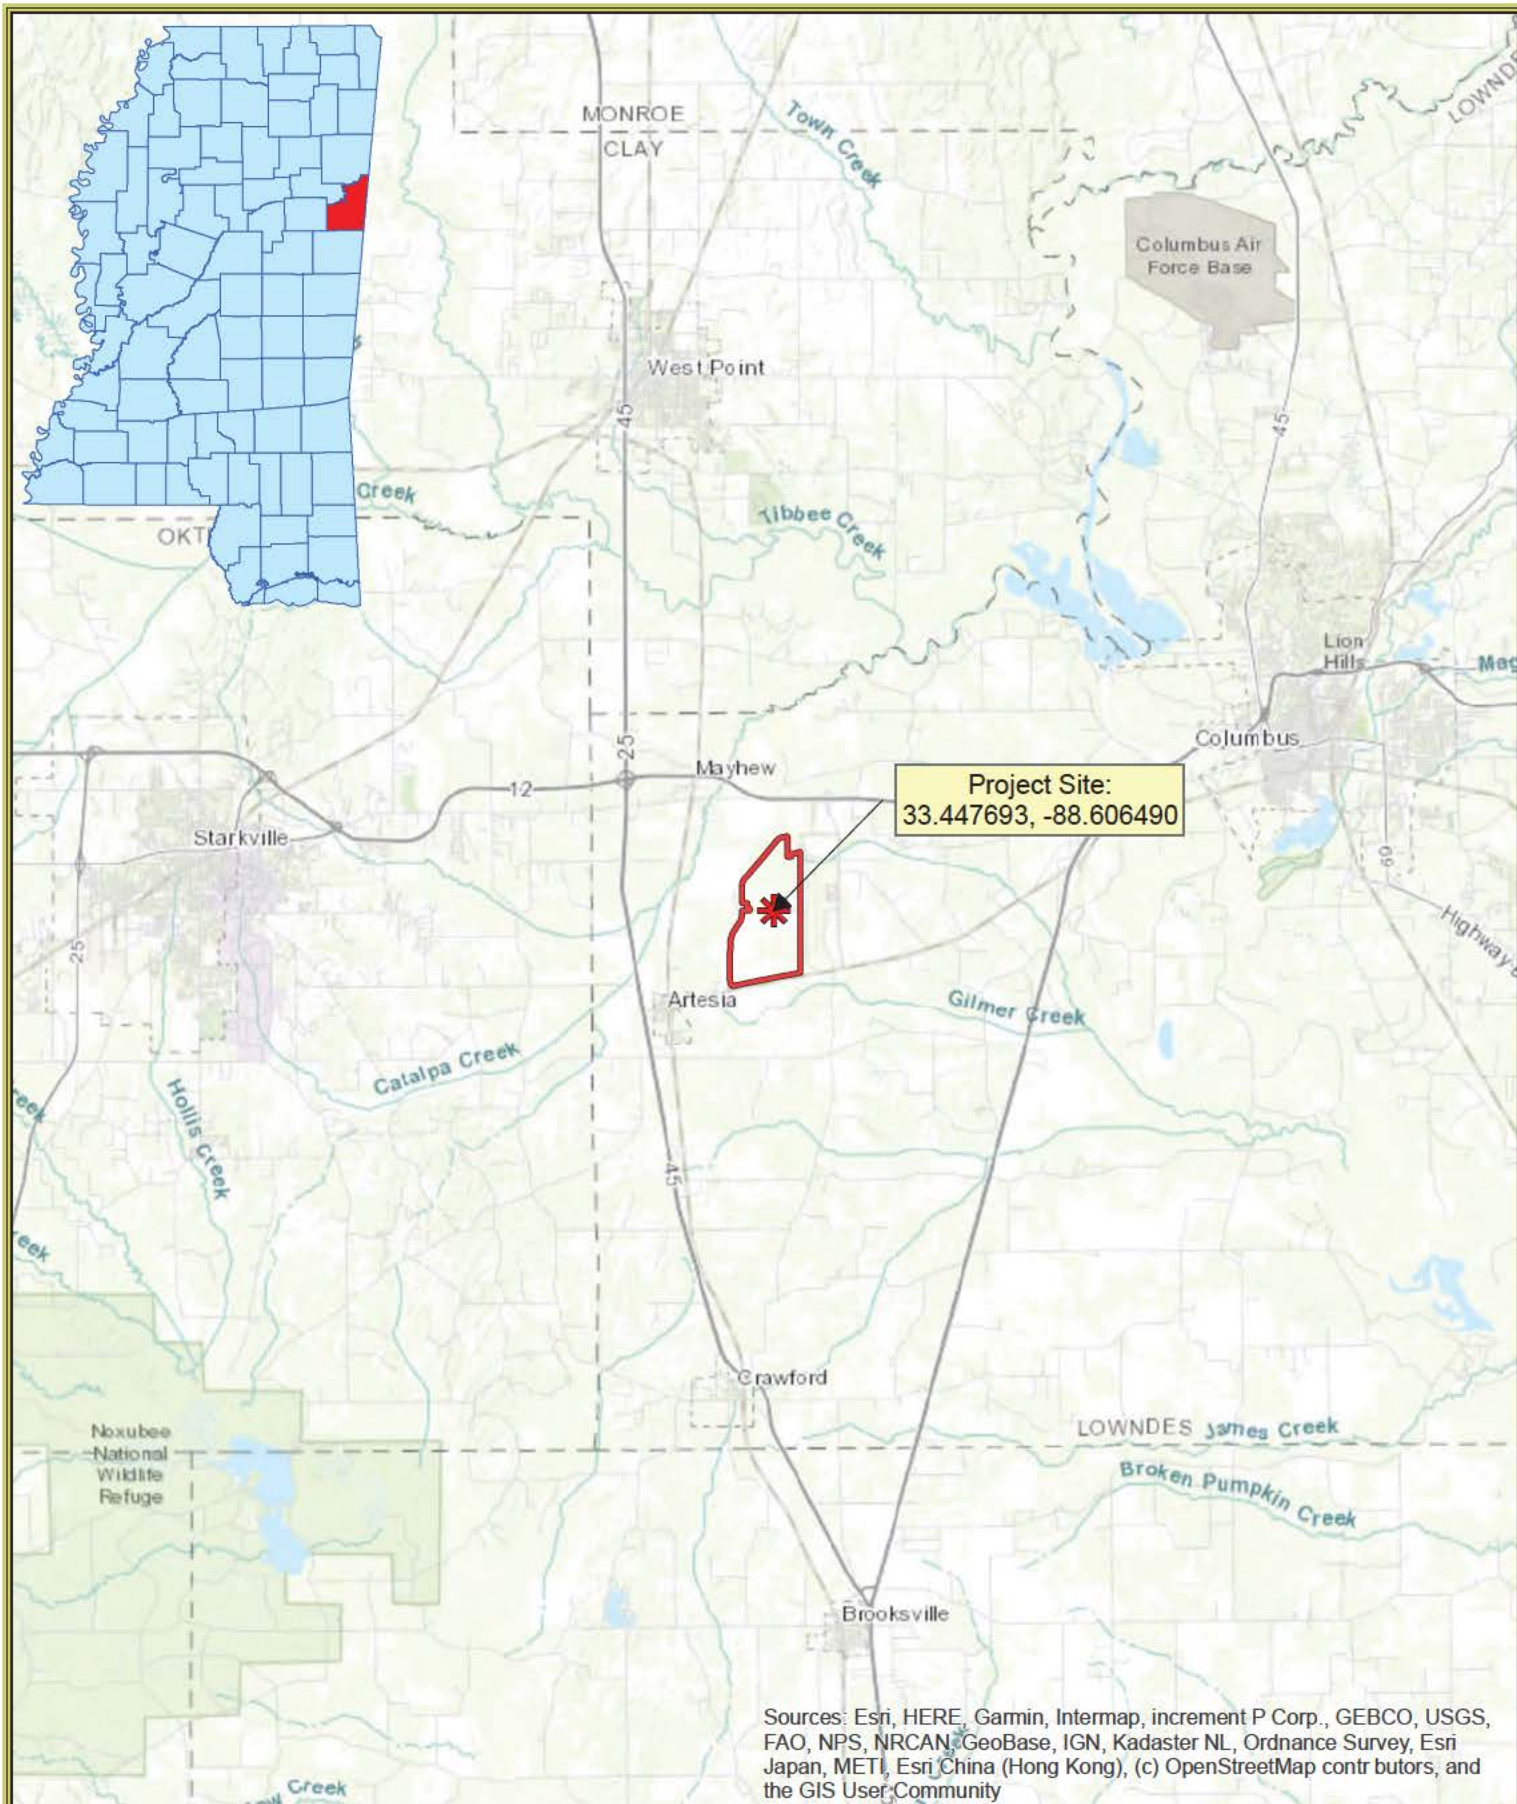 MONROE
CLAY
Town Creek
LOWNDE
Columbus Air
Force Base
West Point
45
45
Creek
OKTI
Tibbee Creek
Lion
Hills
Mag
Columbus
25
Mayhew
12
Project Site:
33.447693, -88.606490
Starkville
69
Highway
25
Artesia
Gilmer Creek
Catalpa Creek
Hollis Creek
reek
45
reek
Crawford
Noxubee
National
Wildlife
Refuge
LOWNDES James Creek
Broken Pumpkin Creek
Brooksville
Sources: Esri, HERE, Garmin, Intermap, increment P Corp., GEBCO, USGS,
FAO, NPS, NRCAN, GeoBase, IGN, Kadaster NL, Ordnance Survey, Esri
Japan, METI, Esri China (Hong Kong), (c) OpenStreetMap contr butors, and
the GIS User Community
Creek